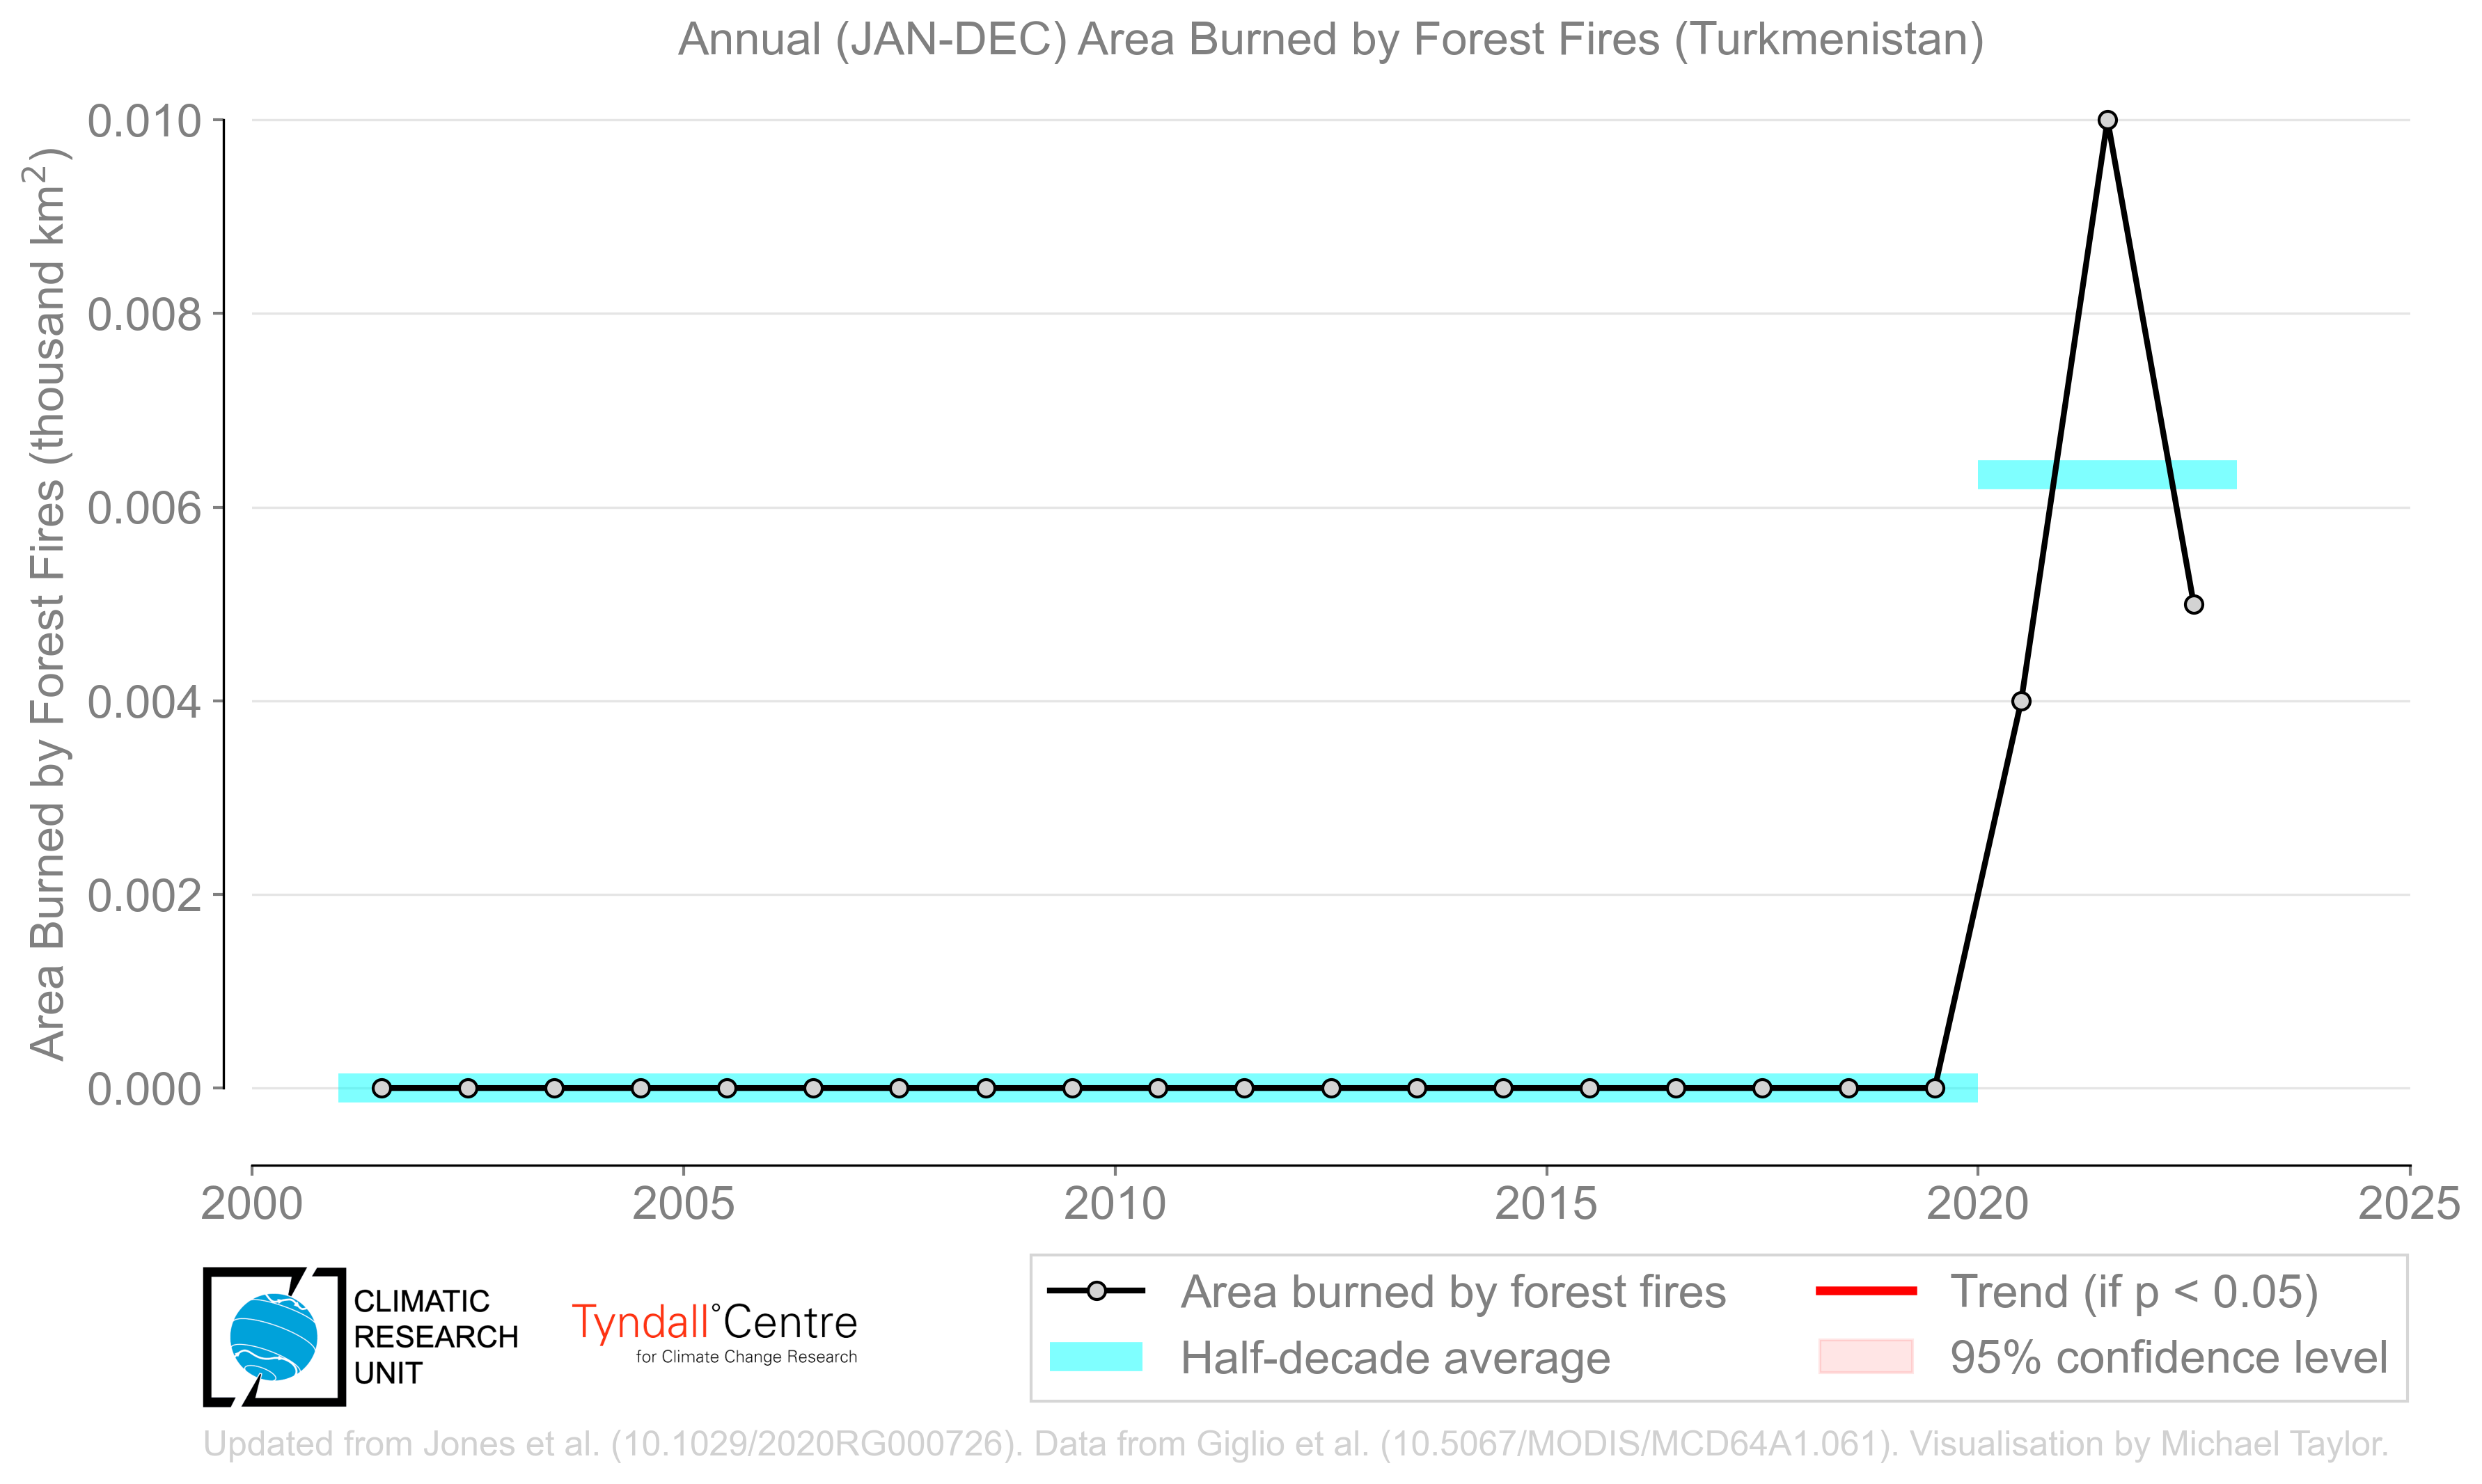 Annual (JAN-DEC) Area Burned by Forest Fires (Turkmenistan)
Area Burned by Forest Fires (thousand km²)
0.010
0.008
0.006
0.004
0.002
0.000
2000 2005 2010 2015 2020 2025
CLIMATIC
RESEARCH
UNIT
Tyndall°Centre
for Climate Change Research
Area burned by forest fires
Half-decade average
Trend (if p < 0.05)
95% confidence level
Updated from Jones et al. (10.1029/2020RG000726). Data from Giglio et al. (10.5067/MODIS/MCD64A1.061). Visualisation by Michael Taylor.